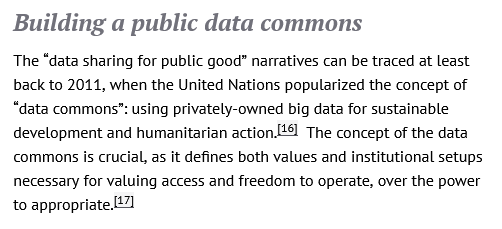 Building a public data commons
The “data sharing for public good” narratives can be traced at least
back to 2011, when the United Nations popularized the concept of
“data commons”: using privately-owned big data for sustainable
development and humanitarian action.[16] The concept of the data
commons is crucial, as it defines both values and institutional setups
necessary for valuing access and freedom to operate, over the power
to appropriate.[17]